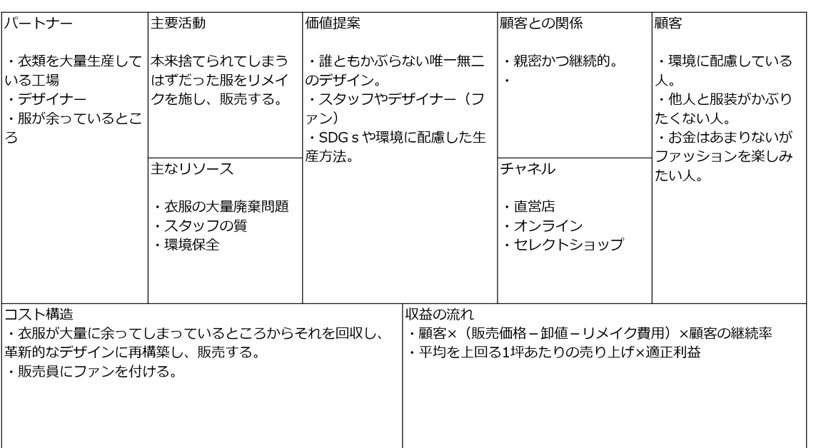 パートナー
・衣類を大量生産して
いる工場
・デザイナー
・服が余っているとこ
ろ
主要活動
本来捨てられてしまう
はずだった服をリメイ
クを施し、販売する。
主なリソース
・衣服の大量廃棄問題
・スタッフの質
・環境保全
価値提案
・誰ともかぶらない唯一無二
のデザイン。
・スタッフやデザイナー（フ
ァン）
・SDGｓや環境に配慮した生
産方法。
顧客との関係
・親密かつ継続的。
・
チャネル
・直営店
・オンライン
・セレクトショップ
顧客
・環境に配慮している
人。
・他人と服装がかぶり
たくない人。
・お金はあまりないが
ファッションを楽しみ
たい人。
コスト構造
・衣服が大量に余ってしまっているところからそれを回収し、
革新的なデザインに再構築し、販売する。
・販売員にファンを付ける。
収益の流れ
・顧客×（販売価格－卸値－リメイク費用）×顧客の継続率
・平均を上回る1坪あたりの売り上げ×適正利益